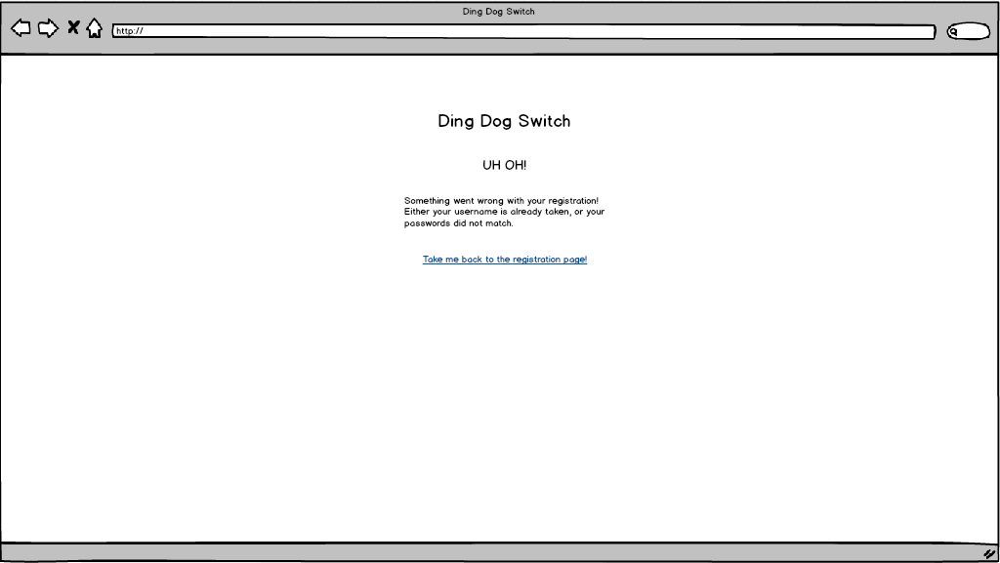 Ding Dog Switch
http://
Ding Dog Switch
UH OH!
Something went wrong with your registration!
Either your username is already taken, or your
passwords did not match.
Take me back to the registration page!